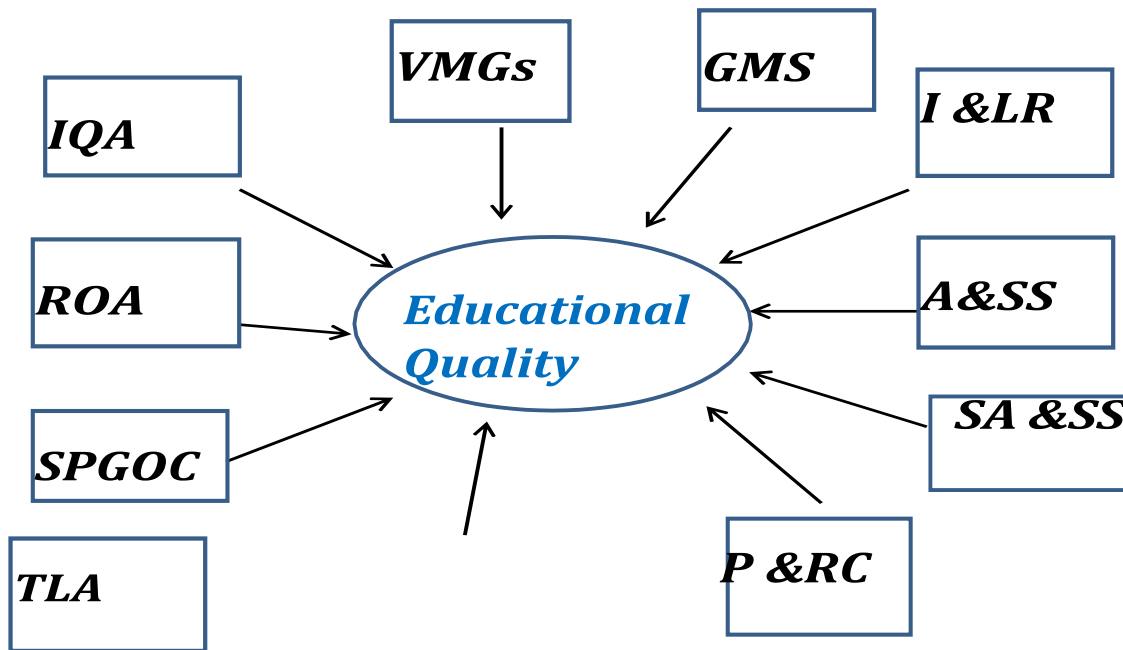 VMGs
GMS
IQA
I &LR
ROA
A&SS
Educational
Quality
SA &SS
SPGOC
P &RC
TLA